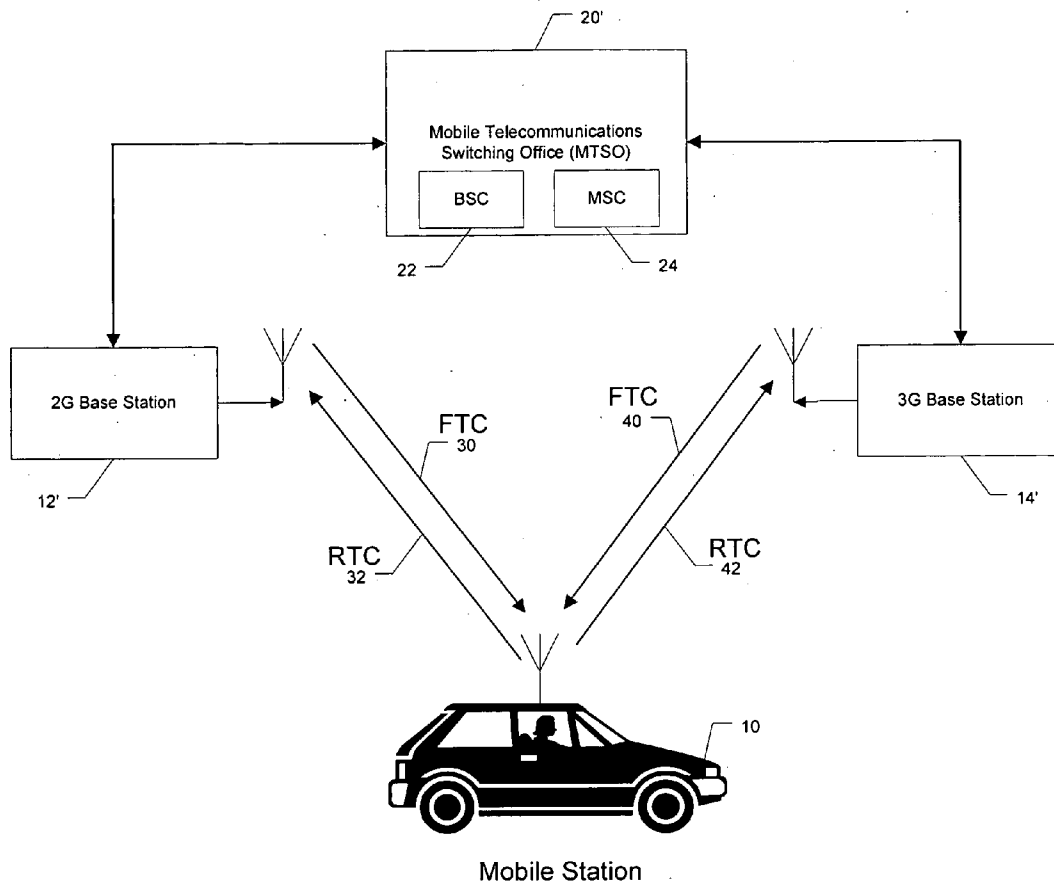 20'
Mobile Telecommunications
Switching Office (MTSO)
BSC
MSC
22
24
2G Base Station
3G Base Station
FTC
30
FTC
40
12'
14'
RTC
32
RTC
42
10
Mobile Station